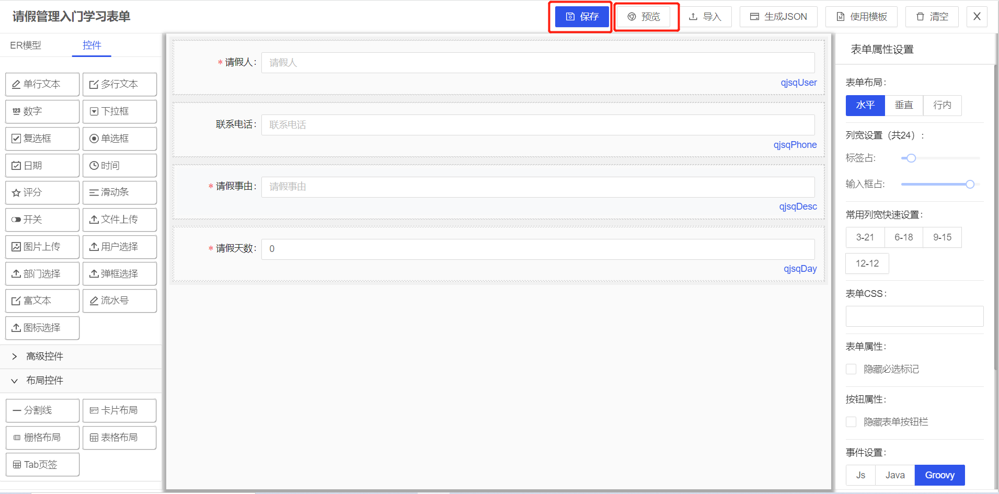 请假管理入门学习表单
保存
预览
导入
生成JSON
使用模板
清空
X
ER模型
控件
单行文本
多行文本
123 数字
下拉框
复选框
单选框
日期
时间
评分
滑动条
开关
文件上传
图片上传
用户选择
部门选择
弹框选择
富文本
流水号
图标选择
高级控件
布局控件
分割线
卡片布局
栅格布局
表格布局
Tab页签
* 请假人:
请假人
qjsqUser
联系电话:
联系电话
qjsqPhone
* 请假事由:
请假事由
qjsqDesc
* 请假天数:
0
qjsqDay
表单属性设置
表单布局:
水平
垂直
行内
列宽设置（共24）:
标签占:
输入框占:
常用列宽快速设置:
3-21
6-18
9-15
12-12
表单CSS:
表单属性:
隐藏必选标记
按钮属性:
隐藏表单按钮栏
事件设置:
Js
Java
Groovy